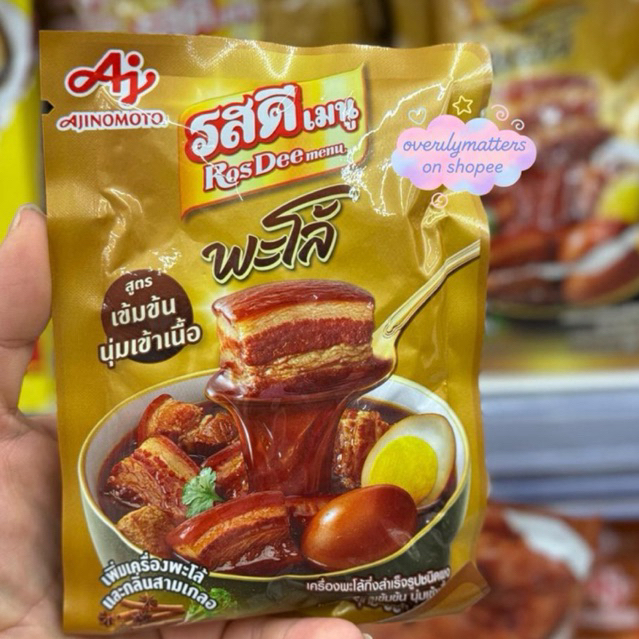 Aj
AJINOMOTO®
รสดี เมนู
RosDee menu.
overilymatters
on shopee
พะโล้
สูตร
เข้มข้น
นุ่มเข้าเนื้อ
เพิ่มเครื่องพะโล้
และกลิ่นสามเกลอ
เครื่องพะโล้กึ่งสำเร็จรูปชนิดผง